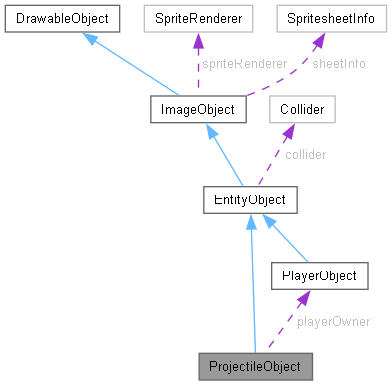 DrawableObject
SpriteRenderer
SpritesheetInfo
spriteRenderer
sheetInfo
ImageObject
Collider
collider
EntityObject
PlayerObject
playerOwner
ProjectileObject